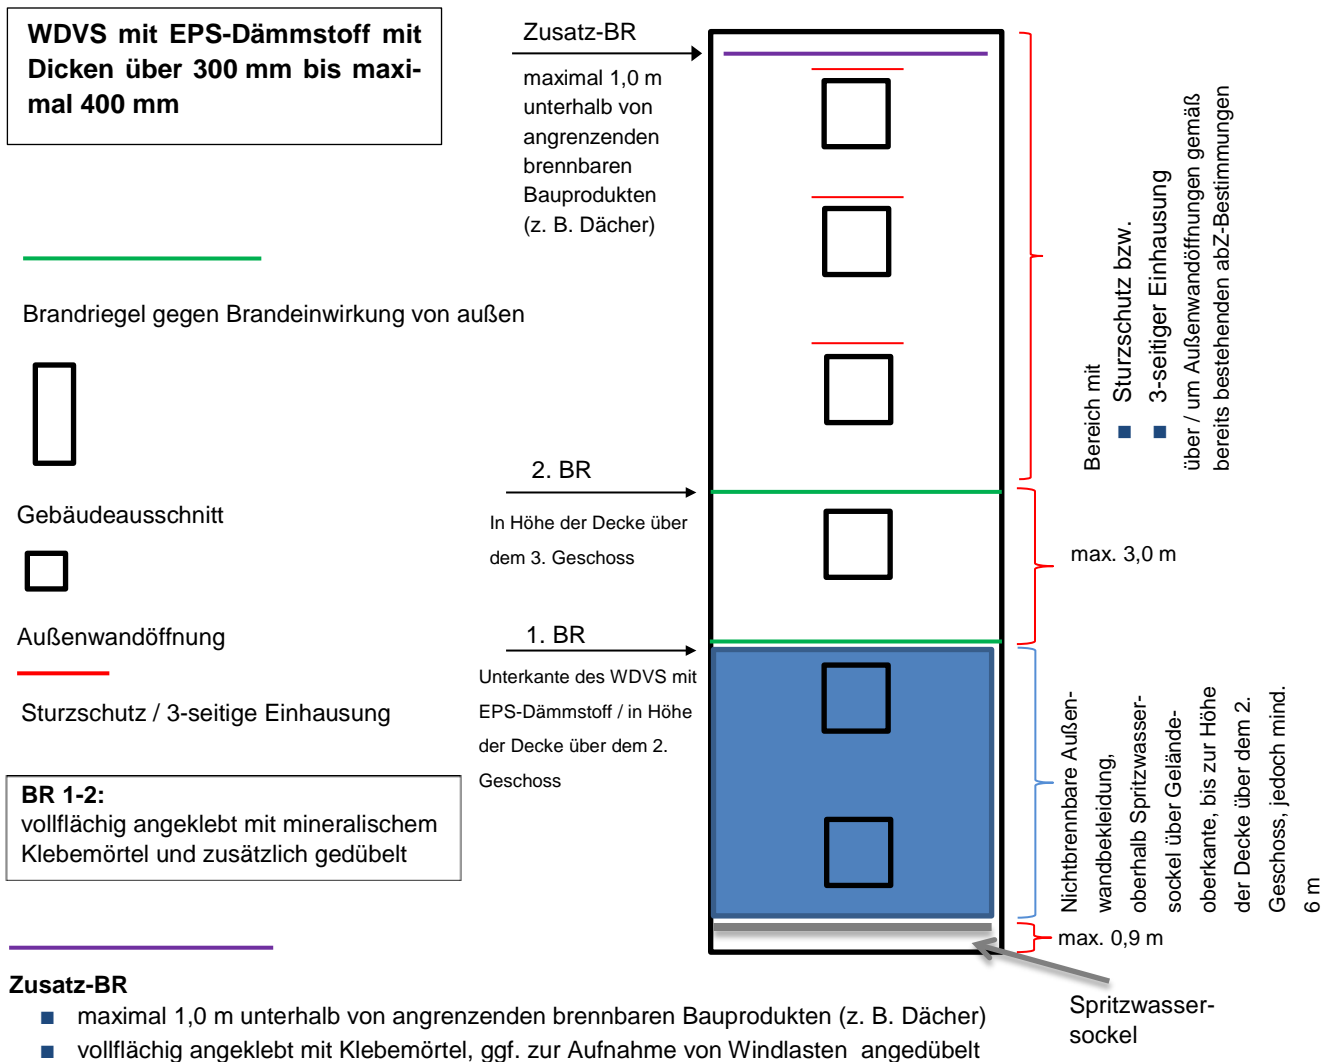 WDVS mit EPS-Dämmstoff mit
Dicken über 300 mm bis maxi-
mal 400 mm
Brandriegel gegen Brandeinwirkung von außen
Gebäudeausschnitt
Außenwandöffnung
Sturzschutz / 3-seitige Einhausung
BR 1-2:
vollflächig angeklebt mit mineralischem
Klebemörtel und zusätzlich gedübelt
Zusatz-BR
maximal 1,0 m
unterhalb von
angrenzenden
brennbaren
Bauprodukten
(z. B. Dächer)
2. BR
In Höhe der Decke über
dem 3. Geschoss
1. BR
Unterkante des WDVS mit
EPS-Dämmstoff / in Höhe
der Decke über dem 2.
Geschoss
Bereich mit
■ Sturzschutz bzw.
■ 3-seitiger Einhausung
über / um Außenwandöffnungen gemäß
bereits bestehenden abZ-Bestimmungen
max. 3,0 m
Nichtbrennbare Außen-
wandbekleidung,
oberhalb Spritzwasser-
sockel über Gelände-
oberkante, bis zur Höhe
der Decke über dem 2.
Geschoss, jedoch mind.
6 m
max. 0,9 m
Spritzwasser-
sockel
Zusatz-BR
■ maximal 1,0 m unterhalb von angrenzenden brennbaren Bauprodukten (z. B. Dächer)
■ vollflächig angeklebt mit Klebemörtel, ggf. zur Aufnahme von Windlasten angedübelt